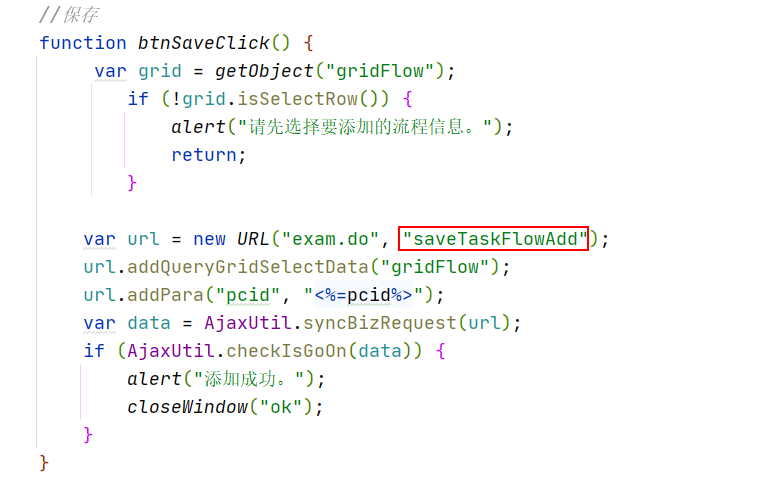 //保存
function btnSaveClick() {
var grid = getObject("gridFlow");
if (!grid.isSelectRow()) {
alert("请先选择要添加的流程信息。");
return;
}
var url = new URL("exam.do", "saveTaskFlowAdd");
url.addQueryGridSelectData("gridFlow");
url.addPara("pcid", "<%=pcid%>");
var data = AjaxUtil.syncBizRequest(url);
if (AjaxUtil.checkIsGoOn(data)) {
alert("添加成功。");
closeWindow("ok");
}
}